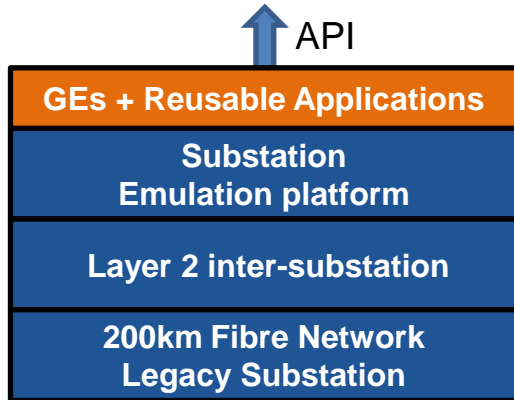 API
GEs + Reusable Applications
Substation
Emulation platform
Layer 2 inter-substation
200km Fibre Network
Legacy Substation